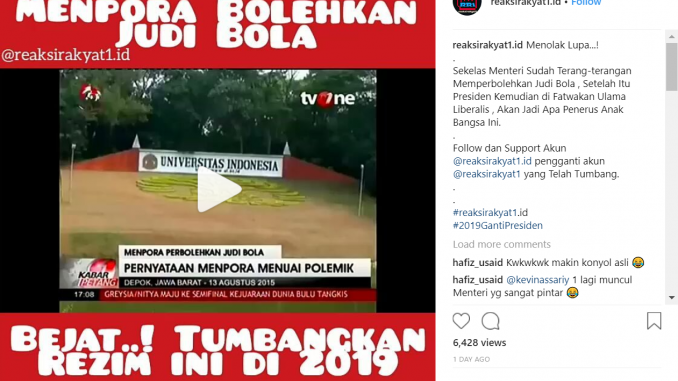 Menpora Bolehkan
Judi Bola
@reaksirakyat1.id
tvOne
UNIVERSITAS INDONESIA
MENPORA PERBOLEHKAN JUDI BOLA
KABAR
PETANG
PERNYATAAN MENPORA MENUAI POLEMIK
DEPOK, JAWA BARAT - 13 AGUSTUS 2015
17:08
GREYSIA/NITYA MAJU KE SEMIFINAL KEJUARAAN DUNIA BULU TANGKIS
Bejat..! Tumbangkan
Rezim ini di 2019
reaksirakyat1.id • Follow
reaksirakyat1.id Menolak Lupa...!
.
Sekelas Menteri Sudah Terang-terangan
Memperbolehkan Judi Bola , Setelah Itu
Presiden Kemudian di Fatwakan Ulama
Liberalis , Akan Jadi Apa Penerus Anak
Bangsa Ini.
.
Follow dan Support Akun
@reaksirakyat1.id pengganti akun
@reaksirakyat1 yang Telah Tumbang.
.
.
#reaksirakyat1.id
#2019GantiPresiden
Load more comments
hafiz_usaid Kwkwkwk makin konyol asli 😂
hafiz_usaid @kevinassariy 1 lagi muncul
Menteri yg sangat pintar 😂
6,428 views
1 DAY AGO